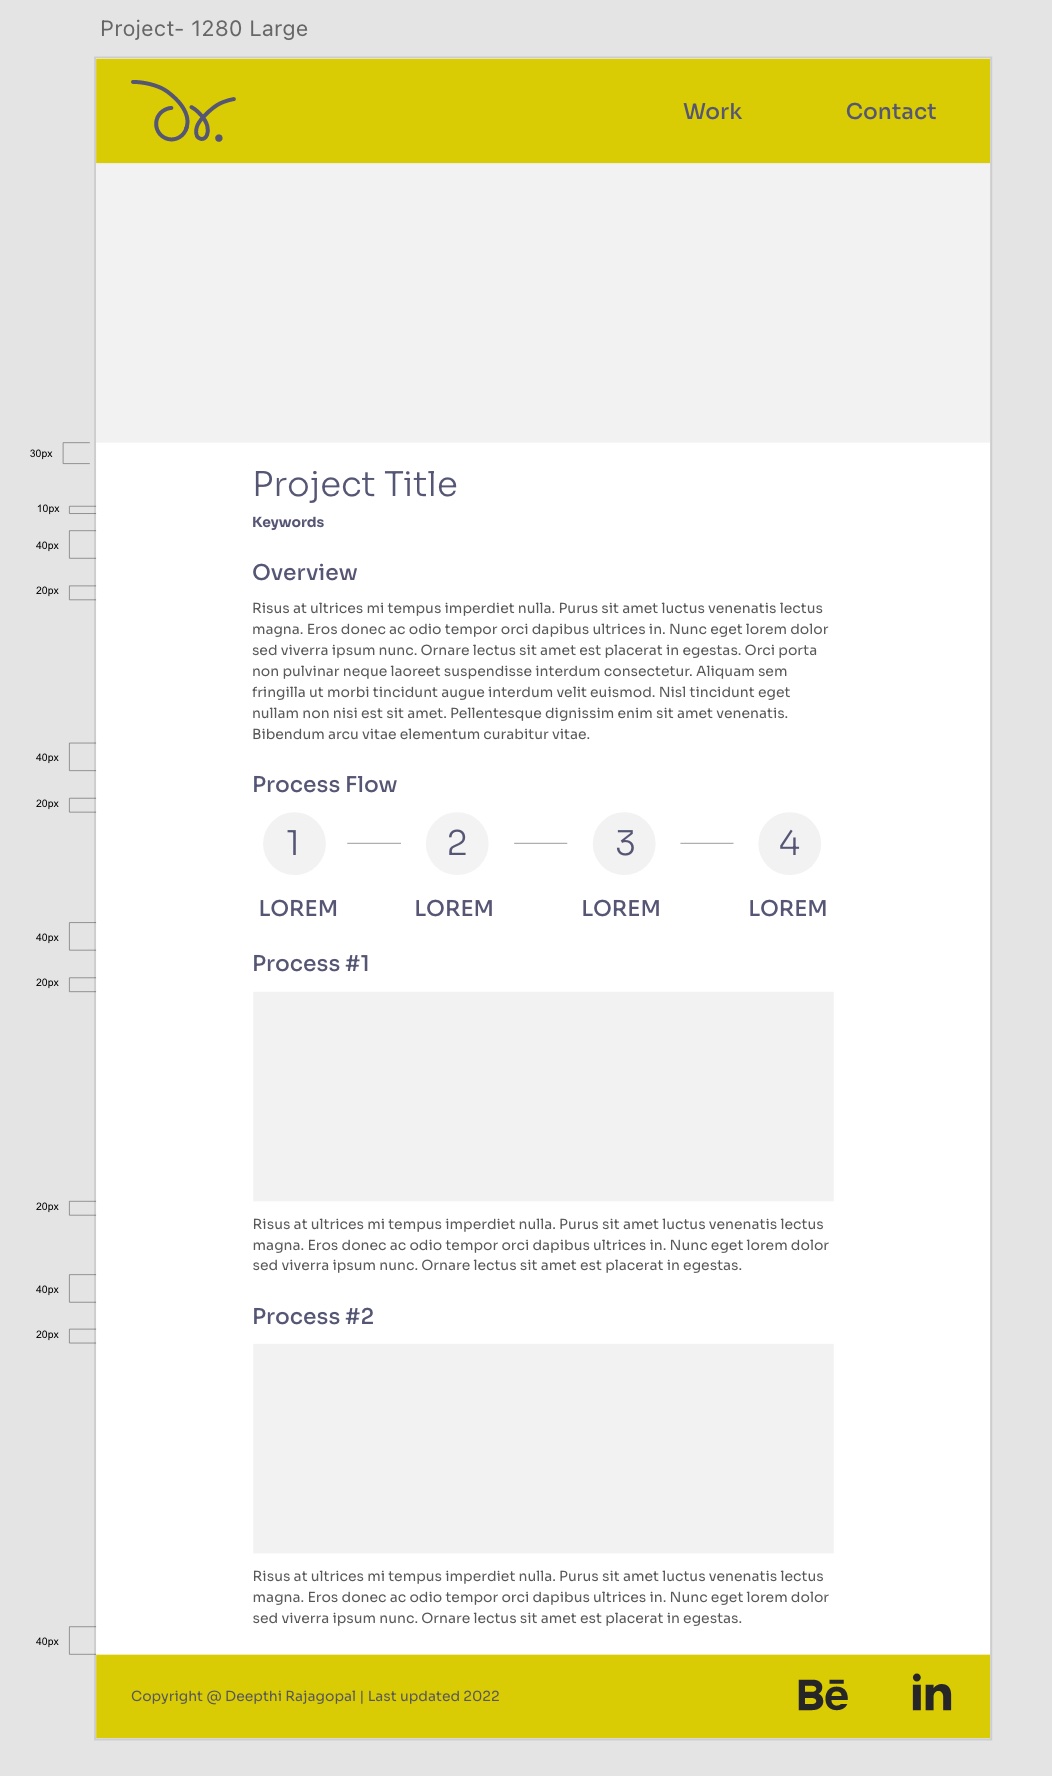 Project- 1280 Large
dr.
Work
Contact
30px
Project Title
10px
Keywords
40px
Overview
20px
Risus at ultrices mi tempus imperdiet nulla. Purus sit amet luctus venenatis lectus
magna. Eros donec ac odio tempor orci dapibus ultrices in. Nunc eget lorem dolor
sed viverra ipsum nunc. Ornare lectus sit amet est placerat in egestas. Orci porta
non pulvinar neque laoreet suspendisse interdum consectetur. Aliquam sem
fringilla ut morbi tincidunt augue interdum velit euismod. Nisl tincidunt eget
nullam non nisi est sit amet. Pellentesque dignissim enim sit amet venenatis.
Bibendum arcu vitae elementum curabitur vitae.
40px
Process Flow
20px
1 2 3 4
LOREM LOREM LOREM LOREM
40px
Process #1
20px
20px
Risus at ultrices mi tempus imperdiet nulla. Purus sit amet luctus venenatis lectus
magna. Eros donec ac odio tempor orci dapibus ultrices in. Nunc eget lorem dolor
sed viverra ipsum nunc. Ornare lectus sit amet est placerat in egestas.
40px
Process #2
20px
Risus at ultrices mi tempus imperdiet nulla. Purus sit amet luctus venenatis lectus
magna. Eros donec ac odio tempor orci dapibus ultrices in. Nunc eget lorem dolor
sed viverra ipsum nunc. Ornare lectus sit amet est placerat in egestas.
40px
Copyright @ Deepthi Rajagopal | Last updated 2022
Bē
in